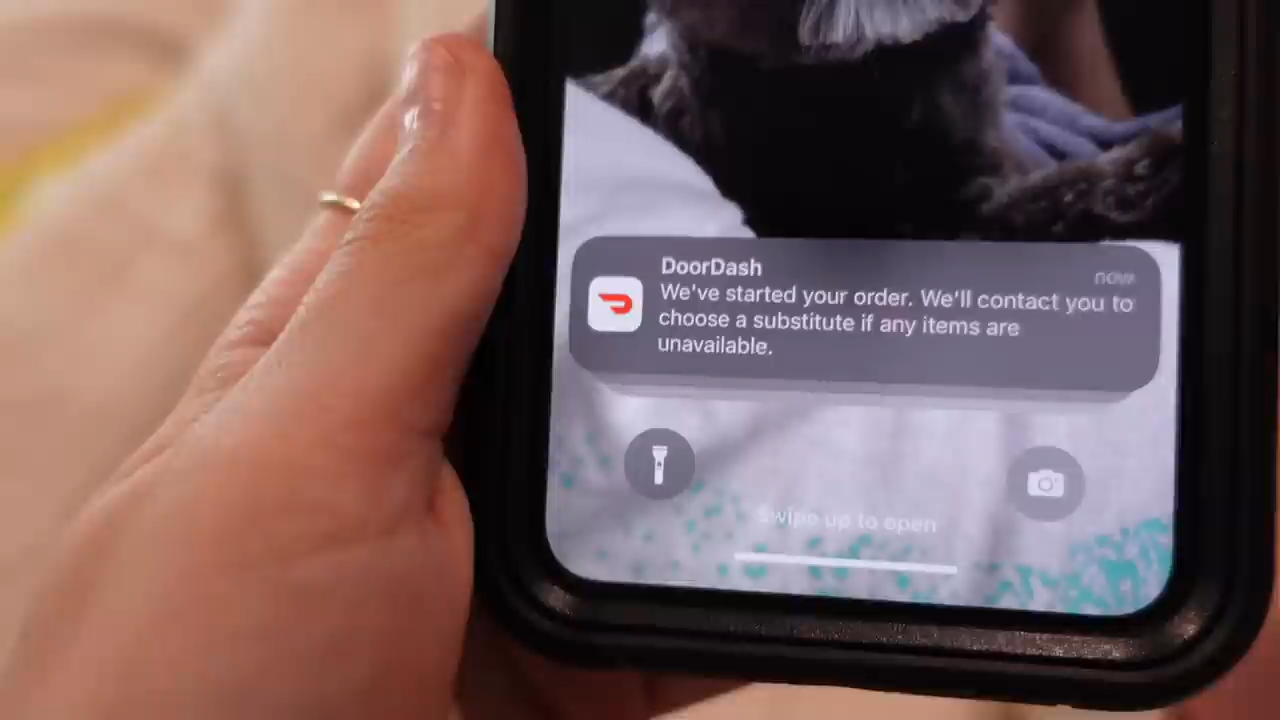 DoorDash
now
We've started your order. We'll contact you to
choose a substitute if any items are
unavailable.
Swipe up to open